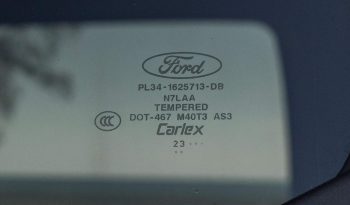 Ford
PL34-1625713-DB
N7LAA
TEMPERED
DOT-467 M40T3 AS3
Carlex
23